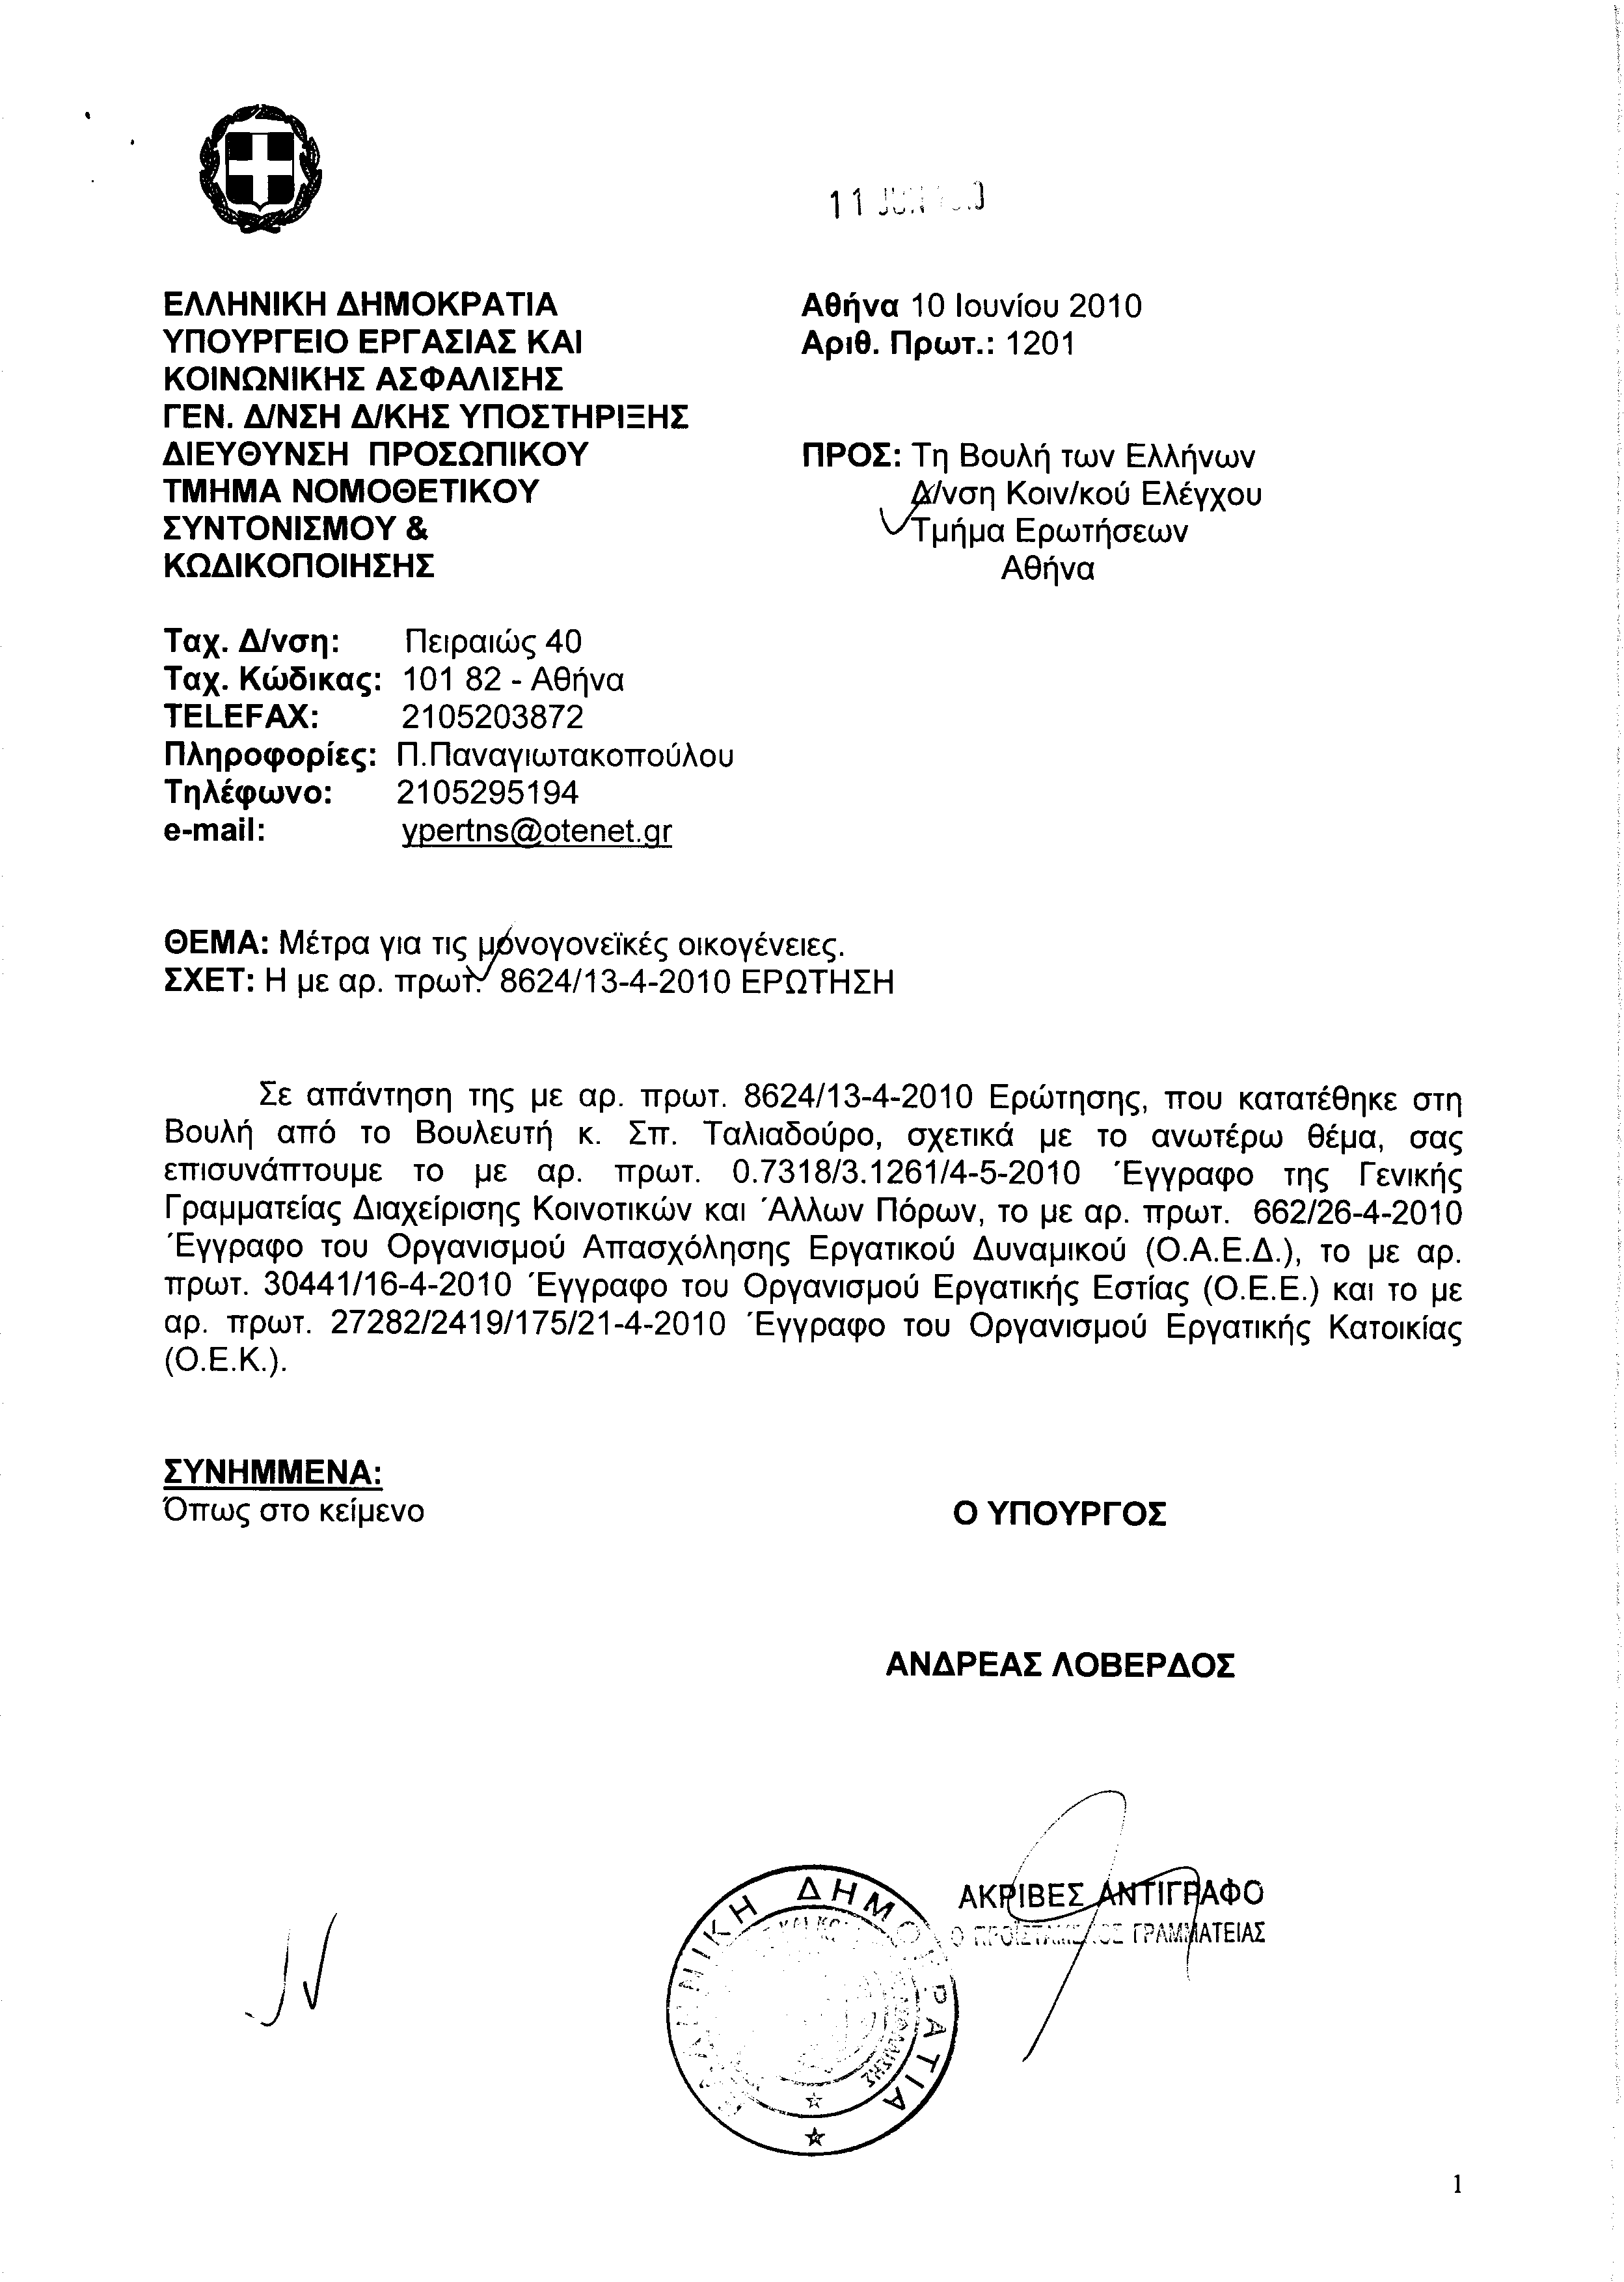 11
ΕΛΛΗΝΙΚΗ ΔΗΜΟΚΡΑΤΙΑ
ΥΠΟΥΡΓΕΙΟ ΕΡΓΑΣΙΑΣ ΚΑΙ
ΚΟΙΝΩΝΙΚΗΣ ΑΣΦΑΛΙΣΗΣ
ΓΕΝ. Δ/ΝΣΗ Δ/ΚΗΣ ΥΠΟΣΤΗΡΙΞΗΣ
ΔΙΕΥΘΥΝΣΗ ΠΡΟΣΩΠΙΚΟΥ
ΤΜΗΜΑ ΝΟΜΟΘΕΤΙΚΟΥ
ΣΥΝΤΟΝΙΣΜΟΥ &
ΚΩΔΙΚΟΠΟΙΗΣΗΣ
Αθήνα 10 Ιουνίου 2010
Αριθ. Πρωτ.: 1201
ΠΡΟΣ: Τη Βουλή των Ελλήνων
Δ/νση Κοιν/κού Ελέγχου
Τμήμα Ερωτήσεων
Αθήνα
Ταχ. Δ/νση: Πειραιώς 40
Ταχ. Κώδικας: 101 82 - Αθήνα
TELEFAX: 2105203872
Πληροφορίες: Π.Παναγιωτακοπούλου
Τηλέφωνο: 2105295194
e-mail: ypertns@otenet.gr
ΘΕΜΑ: Μέτρα για τις μονογονεϊκές οικογένειες.
ΣΧΕΤ: Η με αρ. πρωτ. 8624/13-4-2010 ΕΡΩΤΗΣΗ
Σε απάντηση της με αρ. πρωτ. 8624/13-4-2010 Ερώτησης, που κατατέθηκε στη
Βουλή από το Βουλευτή κ. Σπ. Ταλιαδούρο, σχετικά με το ανωτέρω θέμα, σας
επισυνάπτουμε το με αρ. πρωτ. 0.7318/3.1261/4-5-2010 Έγγραφο της Γενικής
Γραμματείας Διαχείρισης Κοινοτικών και Άλλων Πόρων, το με αρ. πρωτ. 662/26-4-2010
Έγγραφο του Οργανισμού Απασχόλησης Εργατικού Δυναμικού (Ο.Α.Ε.Δ.), το με αρ.
πρωτ. 30441/16-4-2010 Έγγραφο του Οργανισμού Εργατικής Εστίας (Ο.Ε.Ε.) και το με
αρ. πρωτ. 27282/2419/175/21-4-2010 Έγγραφο του Οργανισμού Εργατικής Κατοικίας
(Ο.Ε.Κ.).
ΣΥΝΗΜΜΕΝΑ:
Όπως στο κείμενο
Ο ΥΠΟΥΡΓΟΣ
ΑΝΔΡΕΑΣ ΛΟΒΕΡΔΟΣ
ΑΚΡΙΒΕΣ ΑΝΤΙΓΡΑΦΟ
Ο ΠΡΟΪΣΤΑΜΕΝΟΣ ΓΡΑΜΜΑΤΕΙΑΣ
ΕΛΛΗΝΙΚΗ ΔΗΜΟΚΡΑΤΙΑ
1